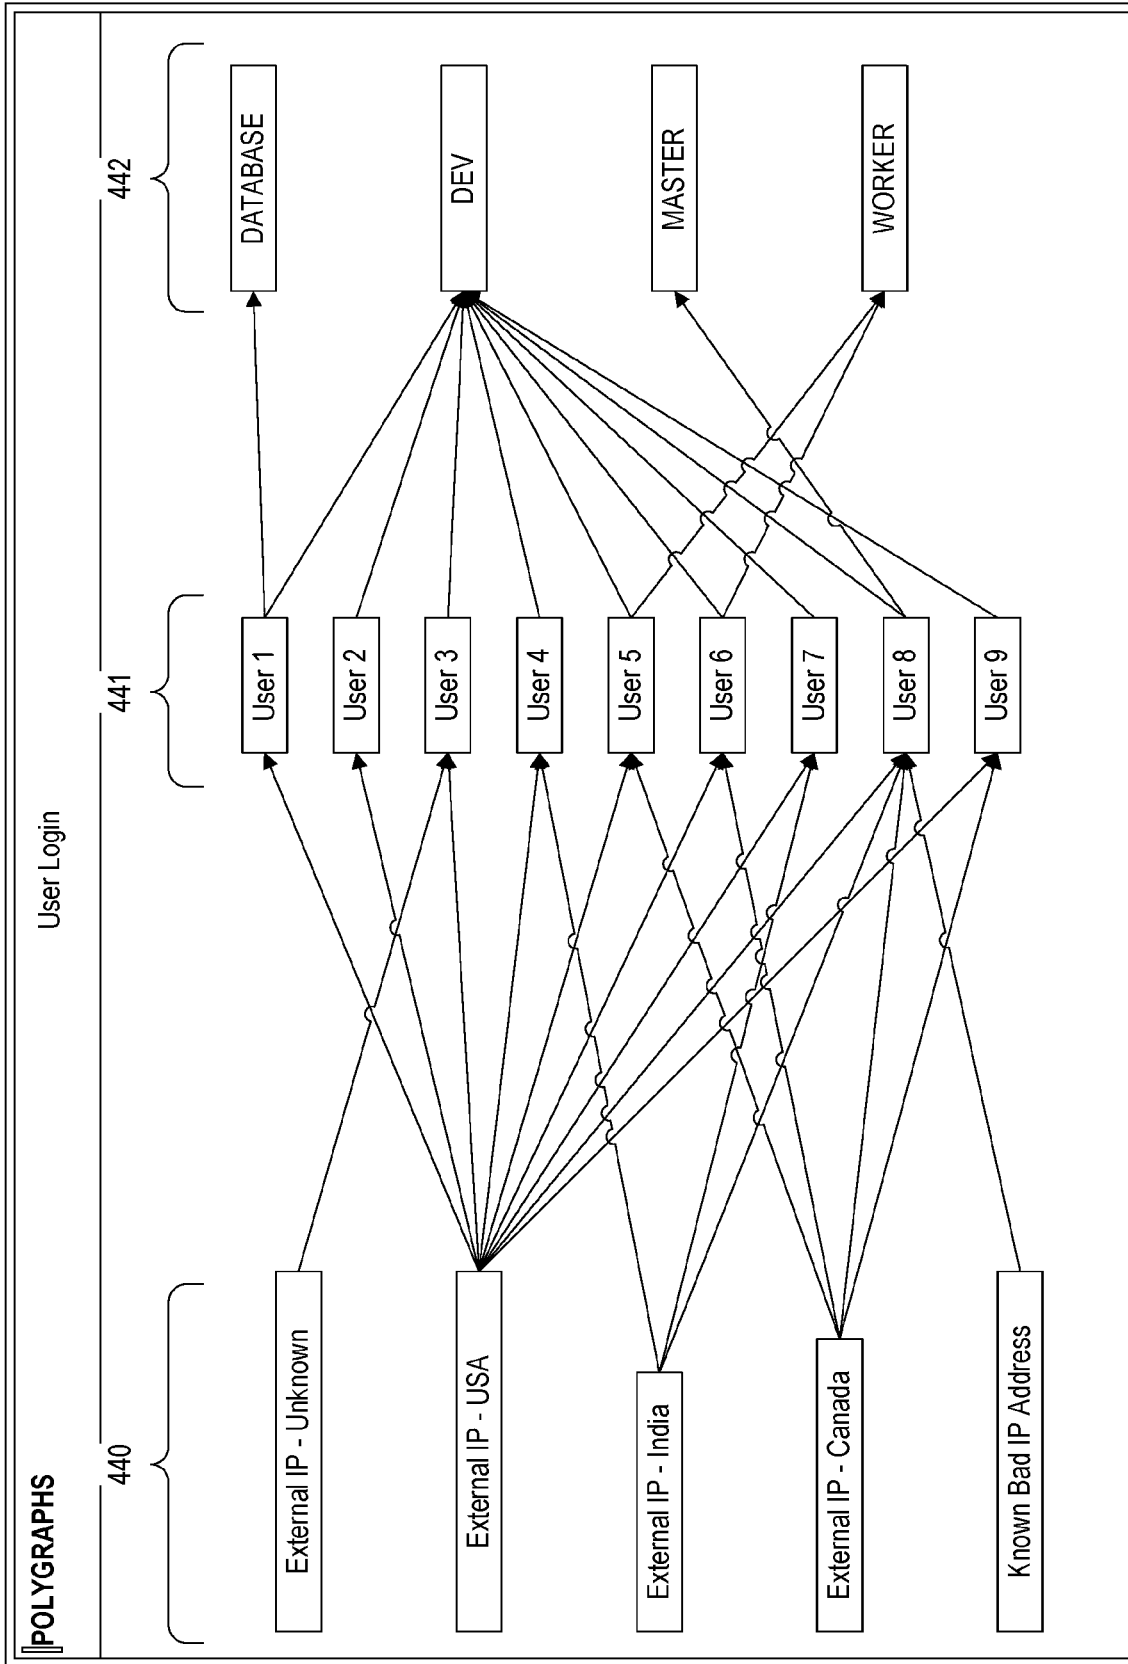 POLYGRAPHS
User Login
440
441
442
External IP - Unknown
External IP - USA
External IP - India
External IP - Canada
Known Bad IP Address
User 1
User 2
User 3
User 4
User 5
User 6
User 7
User 8
User 9
DATABASE
DEV
MASTER
WORKER